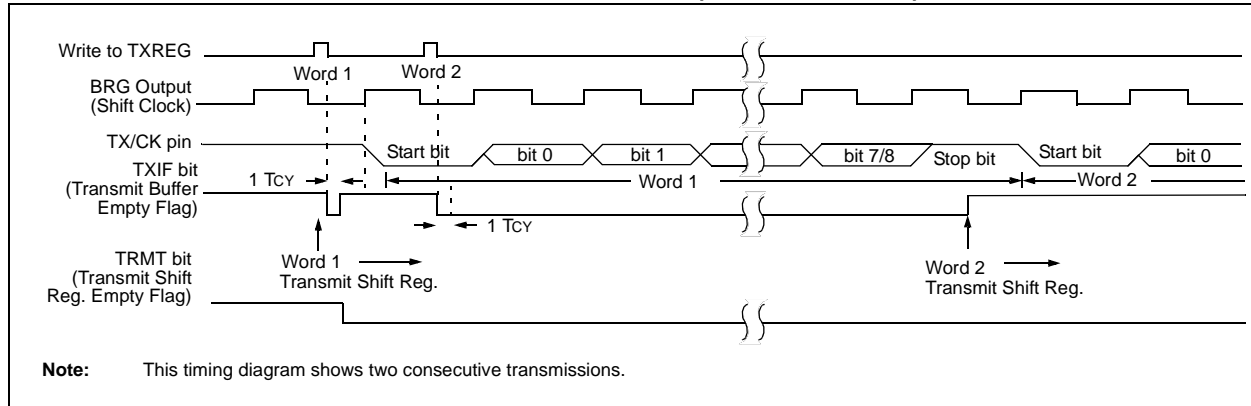 Write to TXREG
Word 1
Word 2
BRG Output
(Shift Clock)
TX/CK pin
Start bit
bit 0
bit 1
bit 7/8
Stop bit
Start bit
bit 0
TXIF bit
(Transmit Buffer
Empty Flag)
1 TCY
Word 1
Word 2
1 TCY
Word 1
Transmit Shift Reg.
Word 2
Transmit Shift Reg.
TRMT bit
(Transmit Shift
Reg. Empty Flag)
Note: This timing diagram shows two consecutive transmissions.